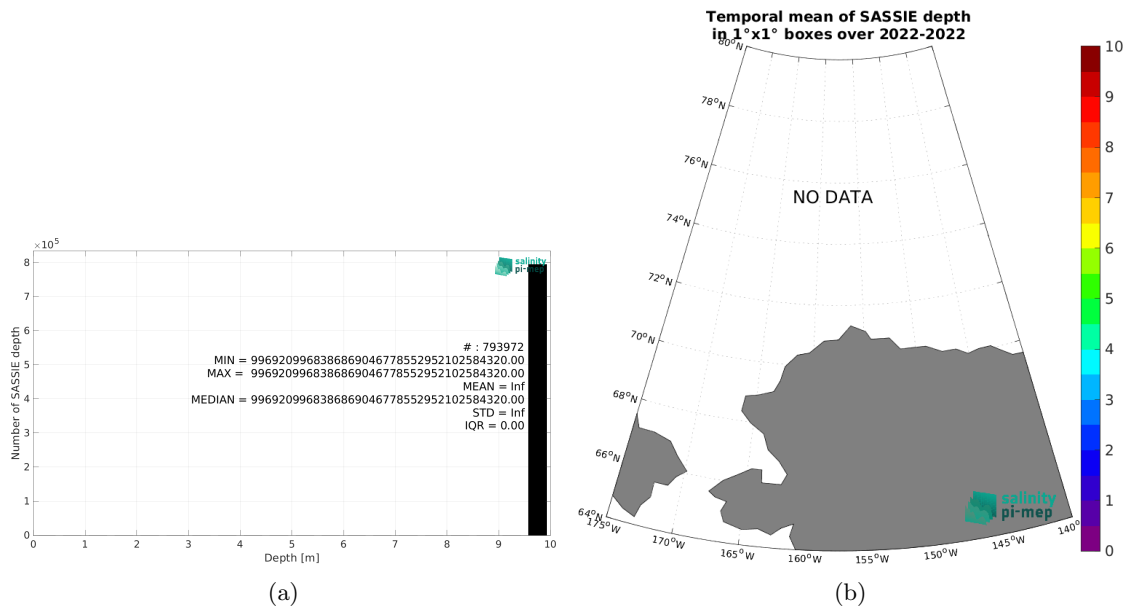 ×10⁵
8
7
6
5
4
3
2
1
0
Number of SASSIE depth
salinity
pi-mep
# : 793972
MIN = 9969209968386869046778552952102584320.00
MAX = 9969209968386869046778552952102584320.00
MEAN = Inf
MEDIAN = 9969209968386869046778552952102584320.00
STD = Inf
IQR = 0.00
0 1 2 3 4 5 6 7 8 9 10
Depth [m]
(a)
Temporal mean of SASSIE depth
in 1°x1° boxes over 2022-2022
80°N
78°N
76°N
74°N
72°N
70°N
68°N
66°N
64°N
NO DATA
175°W
170°W
165°W
160°W
155°W
150°W
145°W
140°
salinity
pi-mep
10
9
8
7
6
5
4
3
2
1
0
(b)